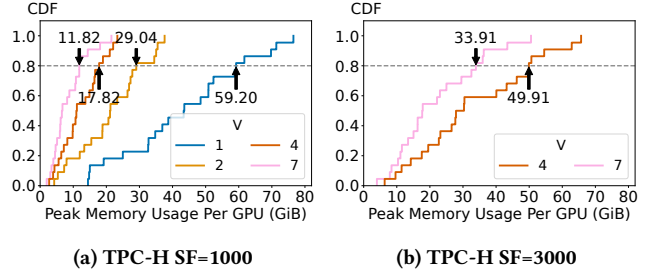 CDF
11.82 29.04
1.0
0.8
0.6
0.4
0.2
0.0
17.82
59.20
V
1 4
2 7
0 10 20 30 40 50 60 70 80
Peak Memory Usage Per GPU (GiB)
(a) TPC-H SF=1000
CDF
33.91
1.0
0.8
0.6
0.4
0.2
0.0
49.91
V
4 7
0 10 20 30 40 50 60 70 80
Peak Memory Usage Per GPU (GiB)
(b) TPC-H SF=3000